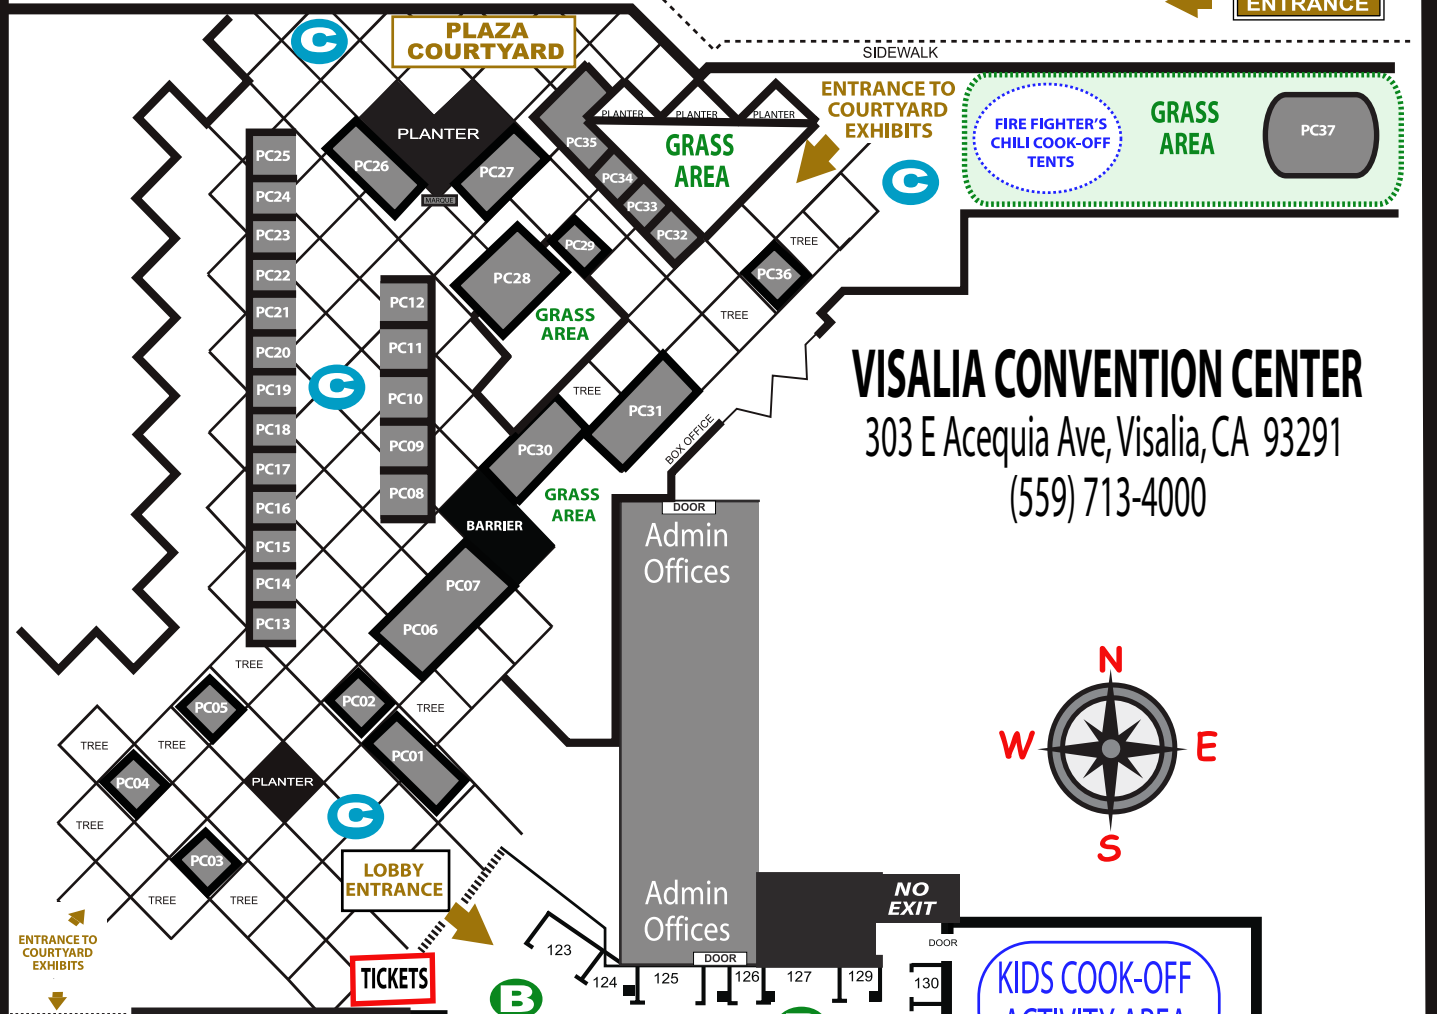 ENTRANCE
C
PLAZA
COURTYARD
SIDEWALK
ENTRANCE TO
COURTYARD
EXHIBITS
FIRE FIGHTER'S
CHILI COOK-OFF
TENTS
GRASS
AREA
PC37
PLANTER
PLANTER
PLANTER
PLANTER
GRASS
AREA
PC35
PC34
PC33
PC32
PC25
PC24
PC23
PC22
PC21
PC20
PC19
PC18
PC17
PC16
PC15
PC14
PC13
PC26
PC27
MARQUE
C
PC29
PC28
TREE
PC36
TREE
GRASS
AREA
PC12
PC11
PC10
PC09
PC08
C
TREE
PC31
PC30
BOX OFFICE
GRASS
AREA
BARRIER
PC07
PC06
VISALIA CONVENTION CENTER
303 E Acequia Ave, Visalia, CA 93291
(559) 713-4000
DOOR
Admin
Offices
TREE
PC05
PC02
TREE
TREE
TREE
PC01
PC04
PLANTER
C
TREE
PC03
TREE
TREE
N
W
E
S
LOBBY
ENTRANCE
ENTRANCE TO
COURTYARD
EXHIBITS
TICKETS
B
Admin
Offices
DOOR
NO
EXIT
DOOR
123
124
125
126
127
129
130
KIDS COOK-OFF
ACTIVITY AREA